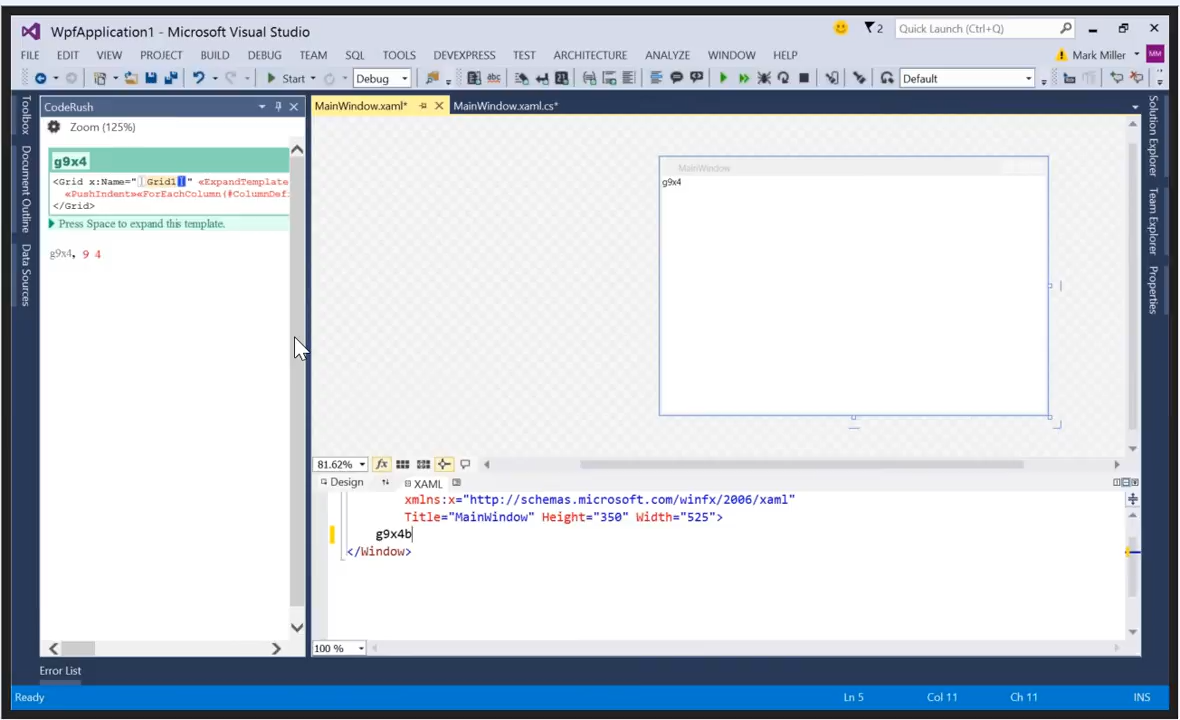 WpfApplication1 - Microsoft Visual Studio
2
Quick Launch (Ctrl+Q)
FILE EDIT VIEW PROJECT BUILD DEBUG TEAM SQL TOOLS DEVEXPRESS TEST ARCHITECTURE ANALYZE WINDOW HELP
Mark Miller
MM
Start
Debug
abc
Default
Toolbox
Document Outline
Data Sources
CodeRush
Zoom (125%)
g9x4
<Grid x:Name="[Grid1]" «ExpandTemplate
«PushIndent»«ForEachColumn(#ColumnDef
</Grid>
Press Space to expand this template.
g9x4, 9 4
MainWindow.xaml*
MainWindow.xaml.cs*
MainWindow
g9x4
81.62%
fx
Design
XAML
xmlns:x="http://schemas.microsoft.com/winfx/2006/xaml"
Title="MainWindow" Height="350" Width="525">
g9x4b
</Window>
100 %
Solution Explorer
Team Explorer
Properties
Error List
Ready
Ln 5
Col 11
Ch 11
INS